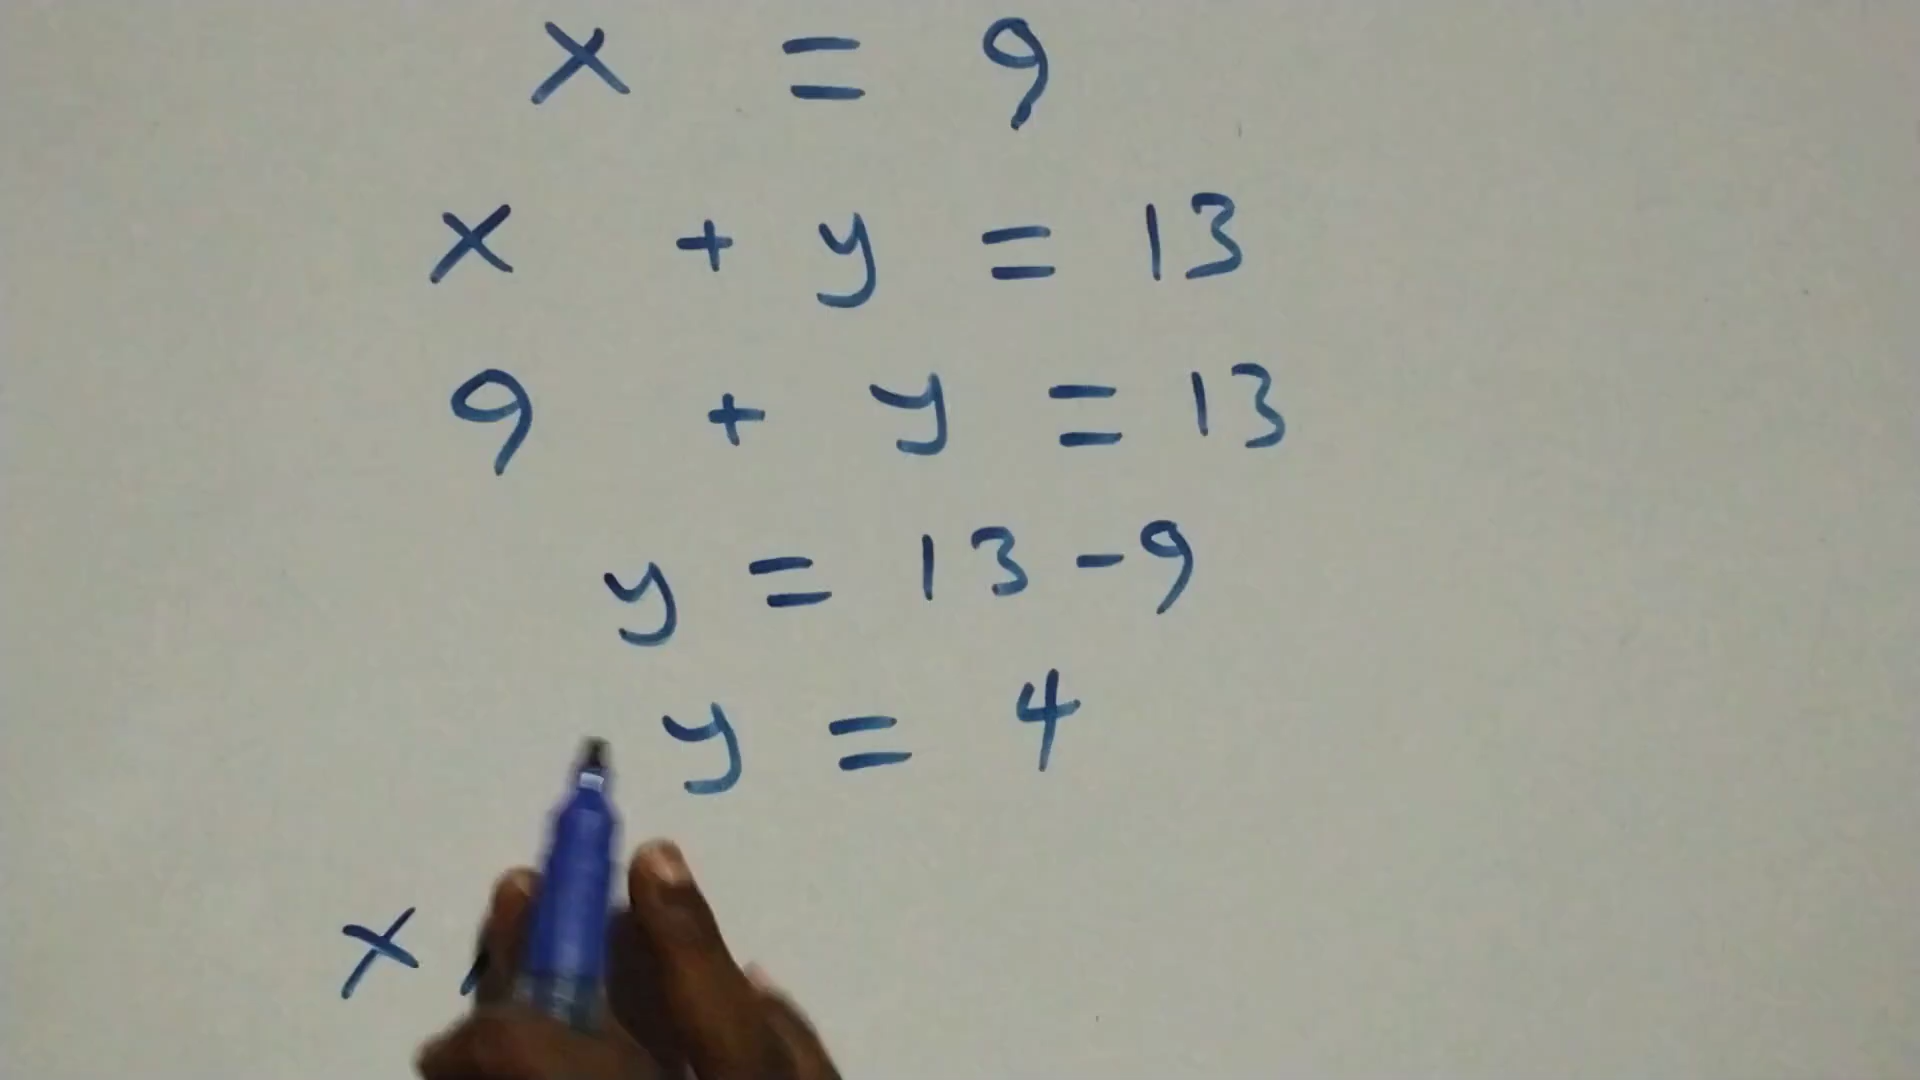 x = 9
x + y = 13
9 + y = 13
y = 13 - 9
y = 4
x ,